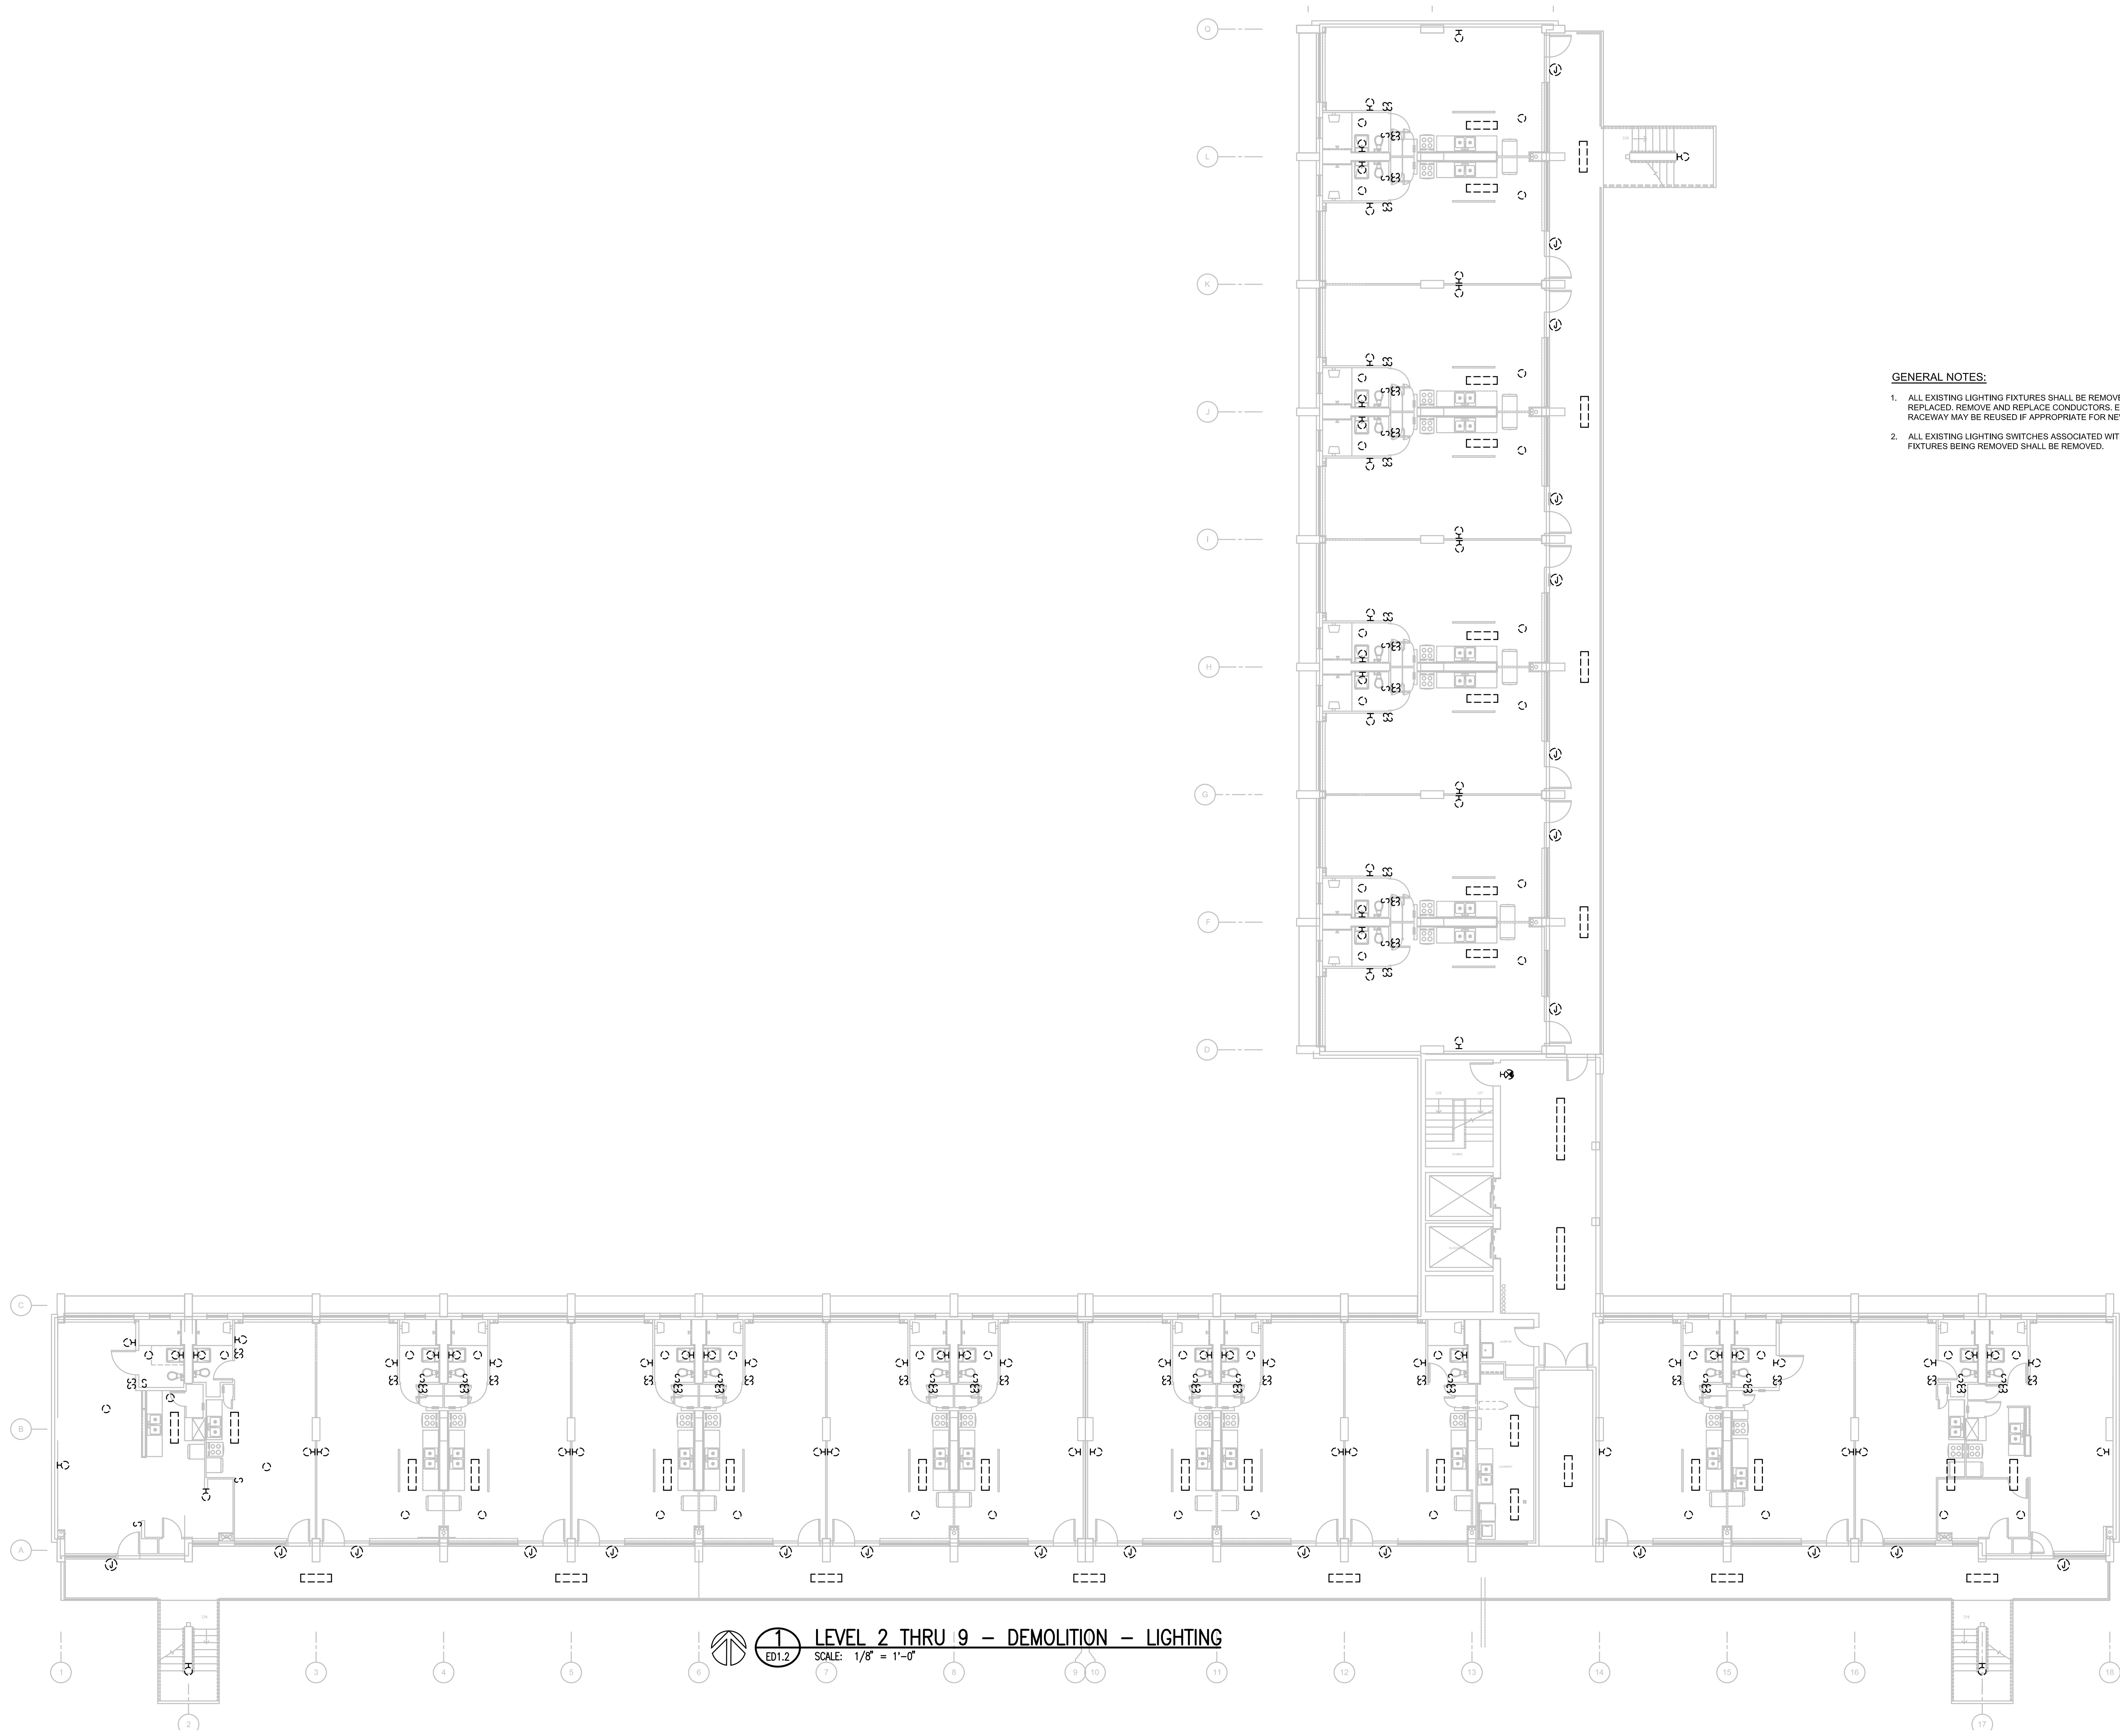 Q
L
K
J
I
H
G
F
D
C
B
A
GENERAL NOTES:
1. ALL EXISTING LIGHTING FIXTURES SHALL BE REMOVE
REPLACED. REMOVE AND REPLACE CONDUCTORS. E
RACEWAY MAY BE REUSED IF APPROPRIATE FOR NE
2. ALL EXISTING LIGHTING SWITCHES ASSOCIATED WIT
FIXTURES BEING REMOVED SHALL BE REMOVED.
1
ED1.2
LEVEL 2 THRU 9 – DEMOLITION – LIGHTING
SCALE: 1/8" = 1'-0"
1 3 4 5 6 7 8 9 10 11 12 13 14 15 16 18
2 17